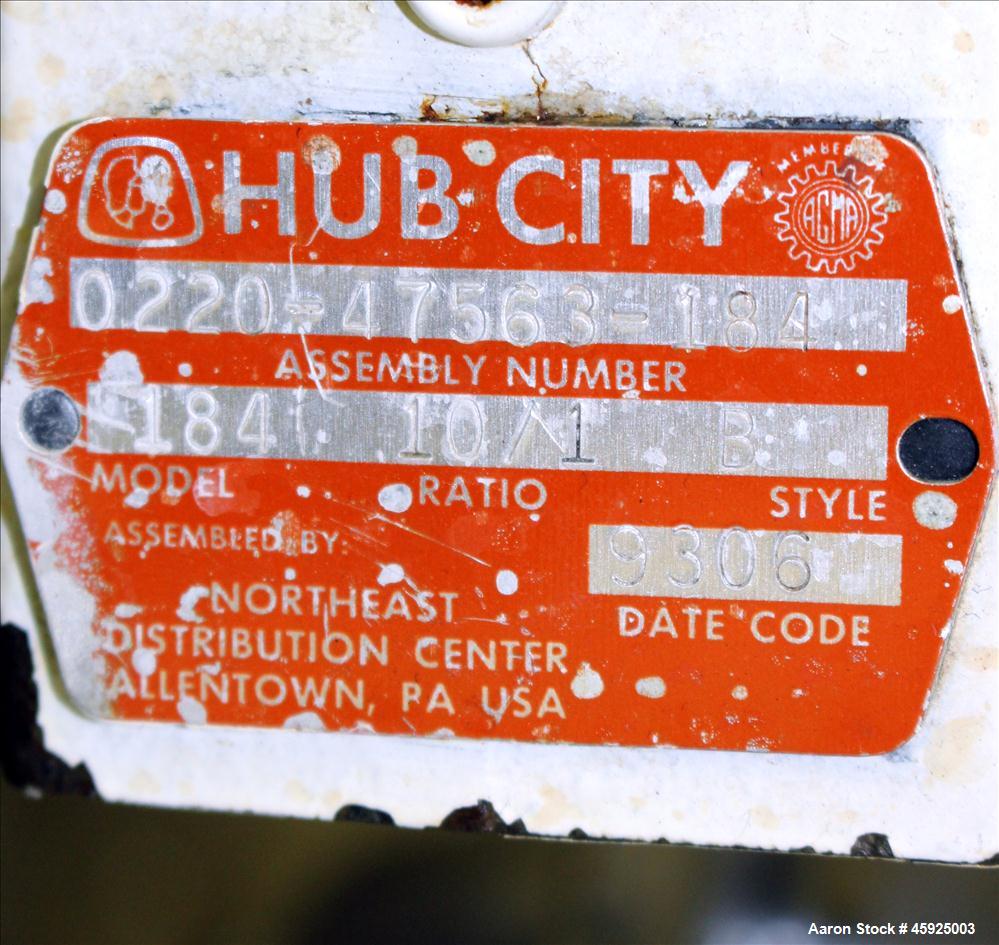 HUB CITY
MEMBER OF
AGMA
0220-47563-184
ASSEMBLY NUMBER
184 10/1 B
MODEL RATIO STYLE
ASSEMBLED BY:
9306
DATE CODE
NORTHEAST
DISTRIBUTION CENTER
ALLENTOWN, PA USA
Aaron Stock # 45925003